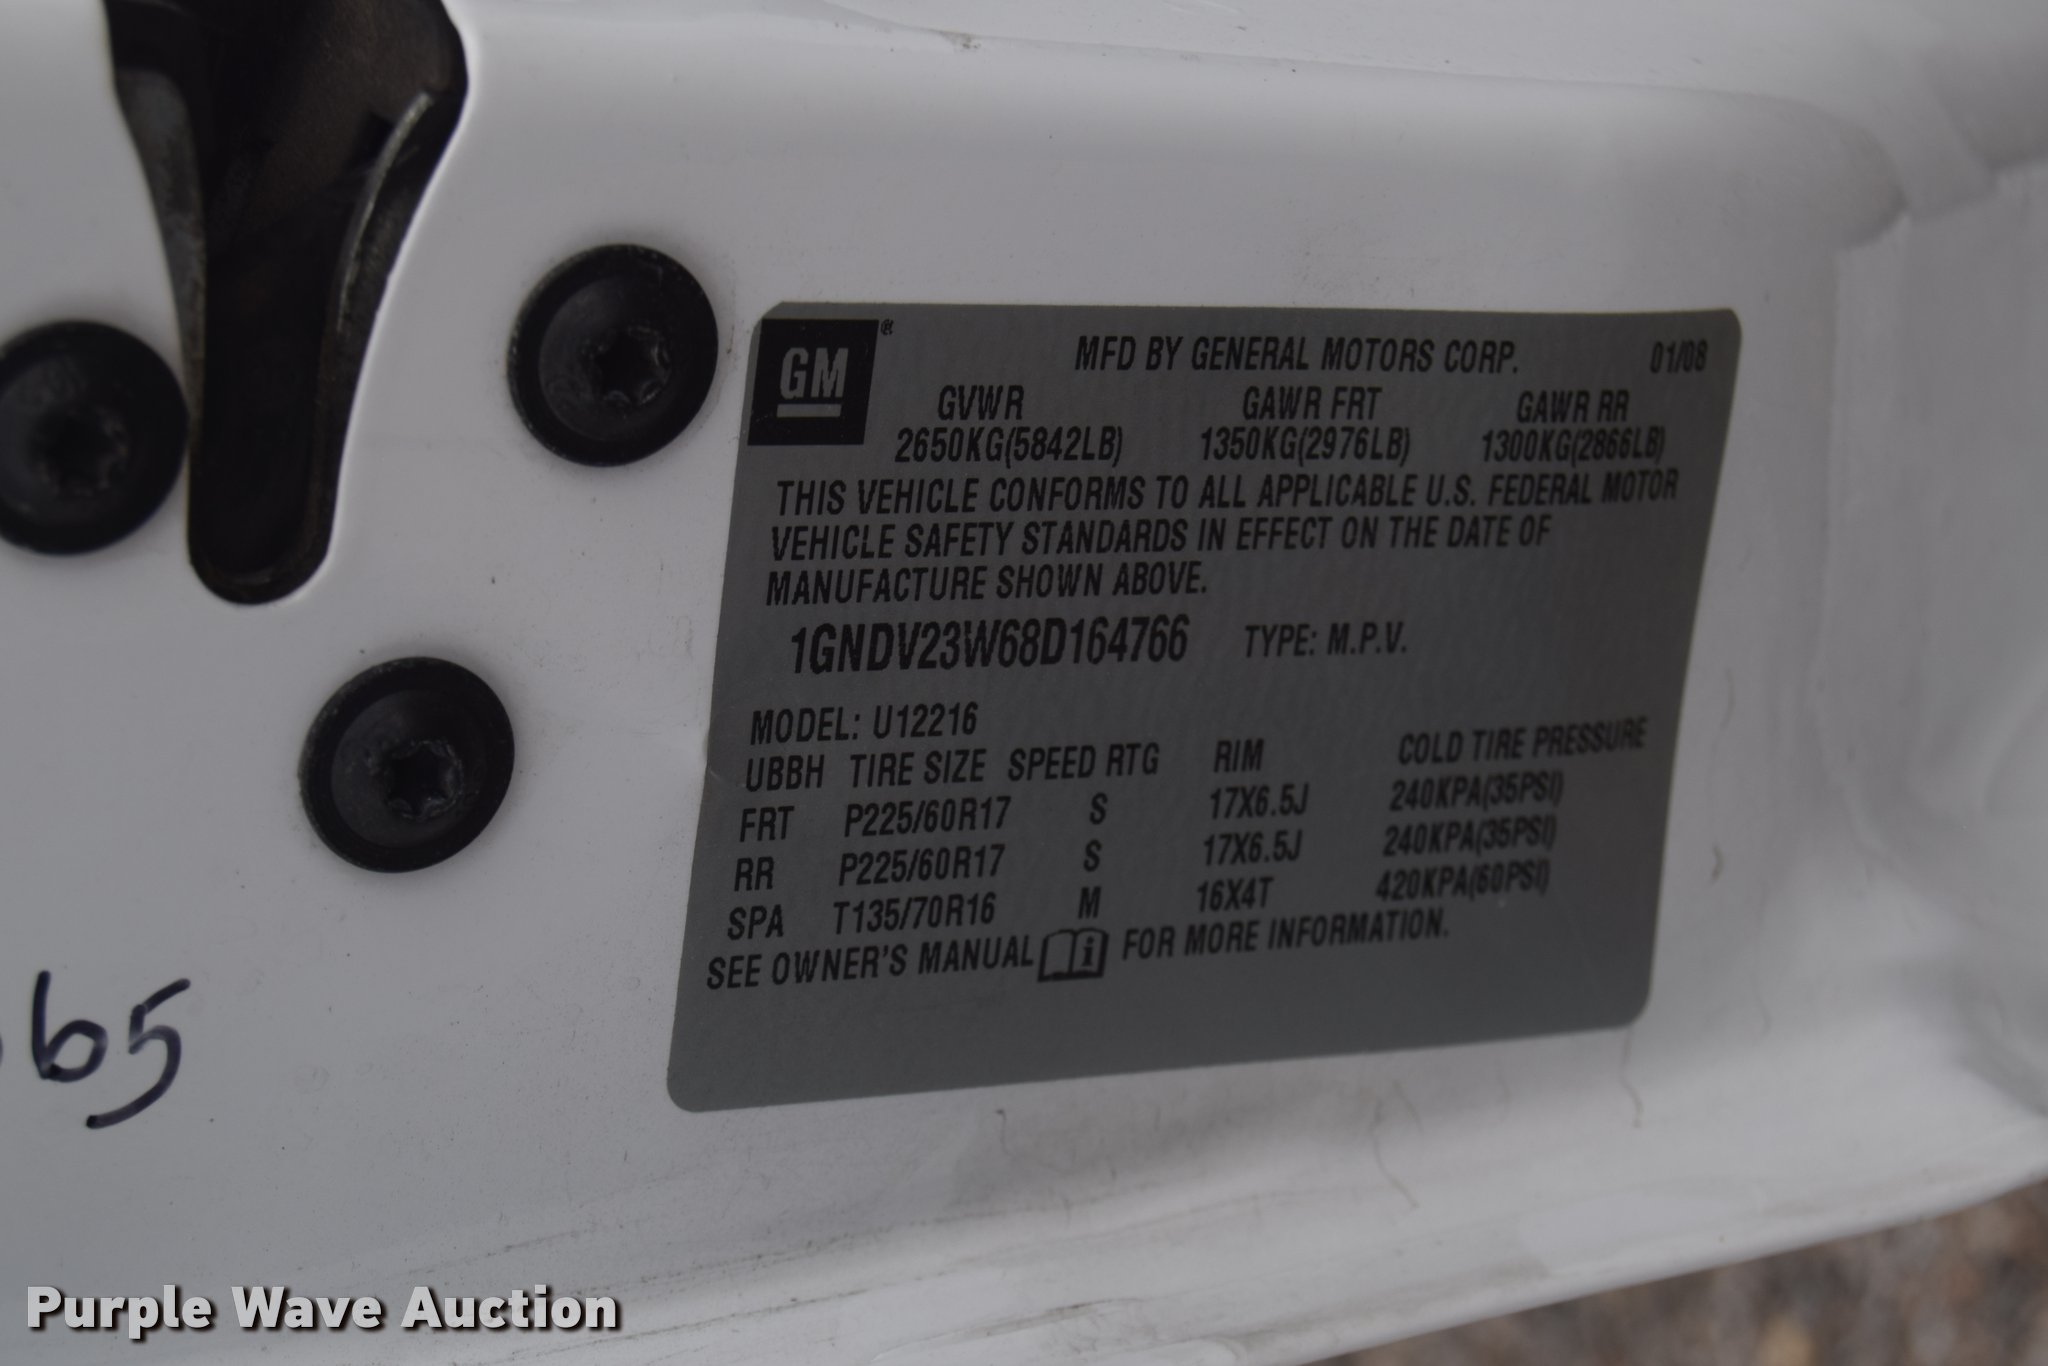 GM®
MFD BY GENERAL MOTORS CORP. 01/08
GVWR GAWR FRT GAWR RR
2650KG(5842LB) 1350KG(2976LB) 1300KG(2866LB)
THIS VEHICLE CONFORMS TO ALL APPLICABLE U.S. FEDERAL MOTOR
VEHICLE SAFETY STANDARDS IN EFFECT ON THE DATE OF
MANUFACTURE SHOWN ABOVE.
1GNDV23W68D164766 TYPE: M.P.V.
MODEL: U12216
UBBH TIRE SIZE SPEED RTG RIM COLD TIRE PRESSURE
FRT P225/60R17 S 17X6.5J 240KPA(35PSI)
RR P225/60R17 S 17X6.5J 240KPA(35PSI)
SPA T135/70R16 M 16X4T 420KPA(60PSI)
SEE OWNER'S MANUAL i FOR MORE INFORMATION.
Purple Wave Auction